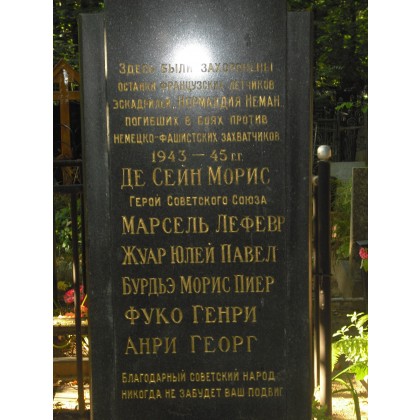 Здесь были захоронены
останки французских летчиков
эскадрильи "Нормандия Неман"
погибших в боях против
немецко-фашистских захватчиков
1943 — 45 г.г.
Де Сейн Морис
Герой Советского Союза
Марсель Лефевр
Жуар Юлей Павел
Бурдьэ Морис Пиер
Фуко Генри
Анри Георг
Благодарный советский народ
никогда не забудет ваш подвиг